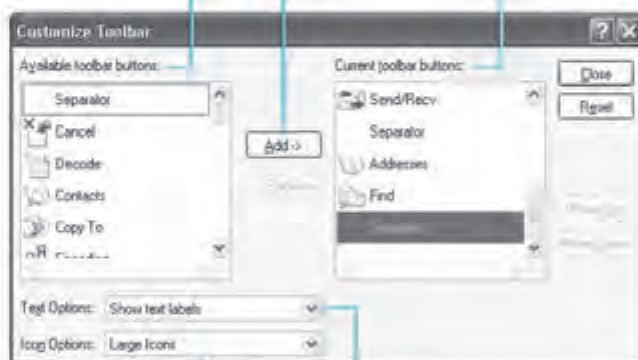 Customize Toolbar
Available toolbar buttons:
Separator
Cancel
Decode
Contacts
Copy To
Add ->
Current toolbar buttons:
Send/Recv
Separator
Addresses
Find
Close
Reset
Text Options: Show text labels
Icon Options: Large Icons